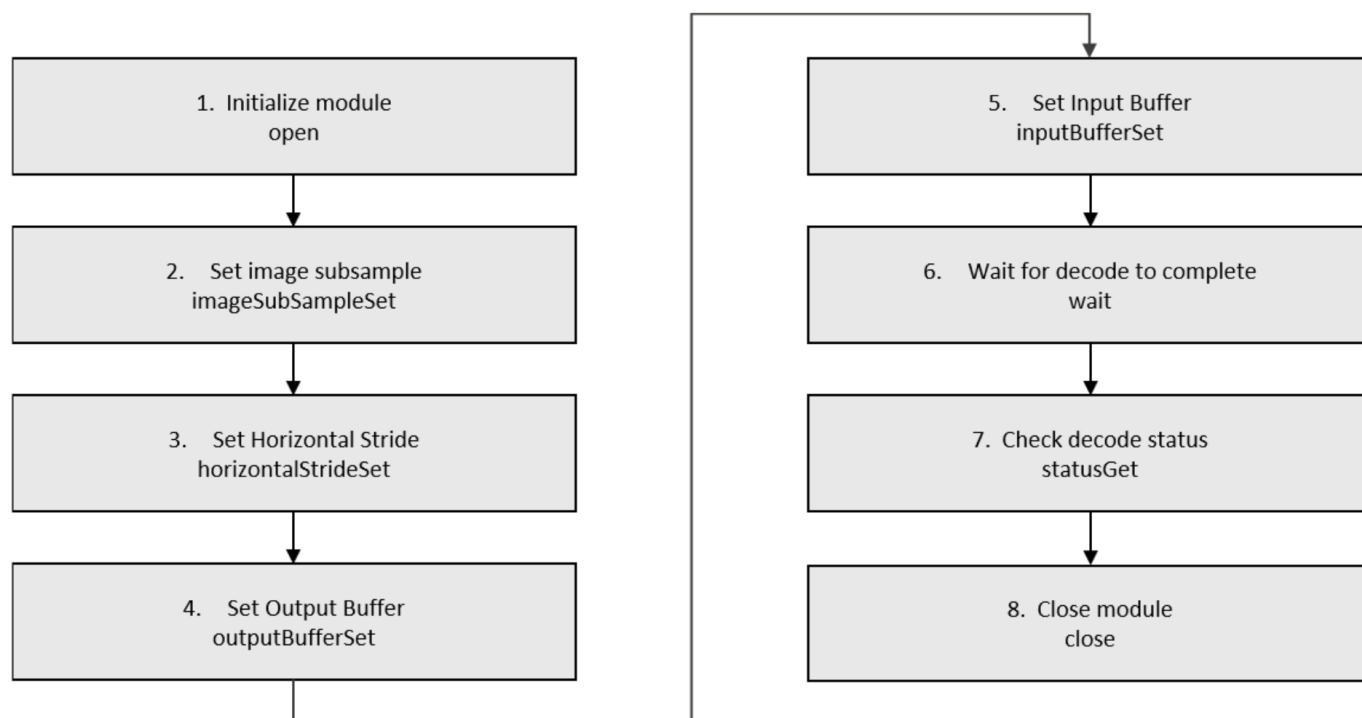 1. Initialize module
open
2. Set image subsample
imageSubSampleSet
3. Set Horizontal Stride
horizontalStrideSet
4. Set Output Buffer
outputBufferSet
5. Set Input Buffer
inputBufferSet
6. Wait for decode to complete
wait
7. Check decode status
statusGet
8. Close module
close